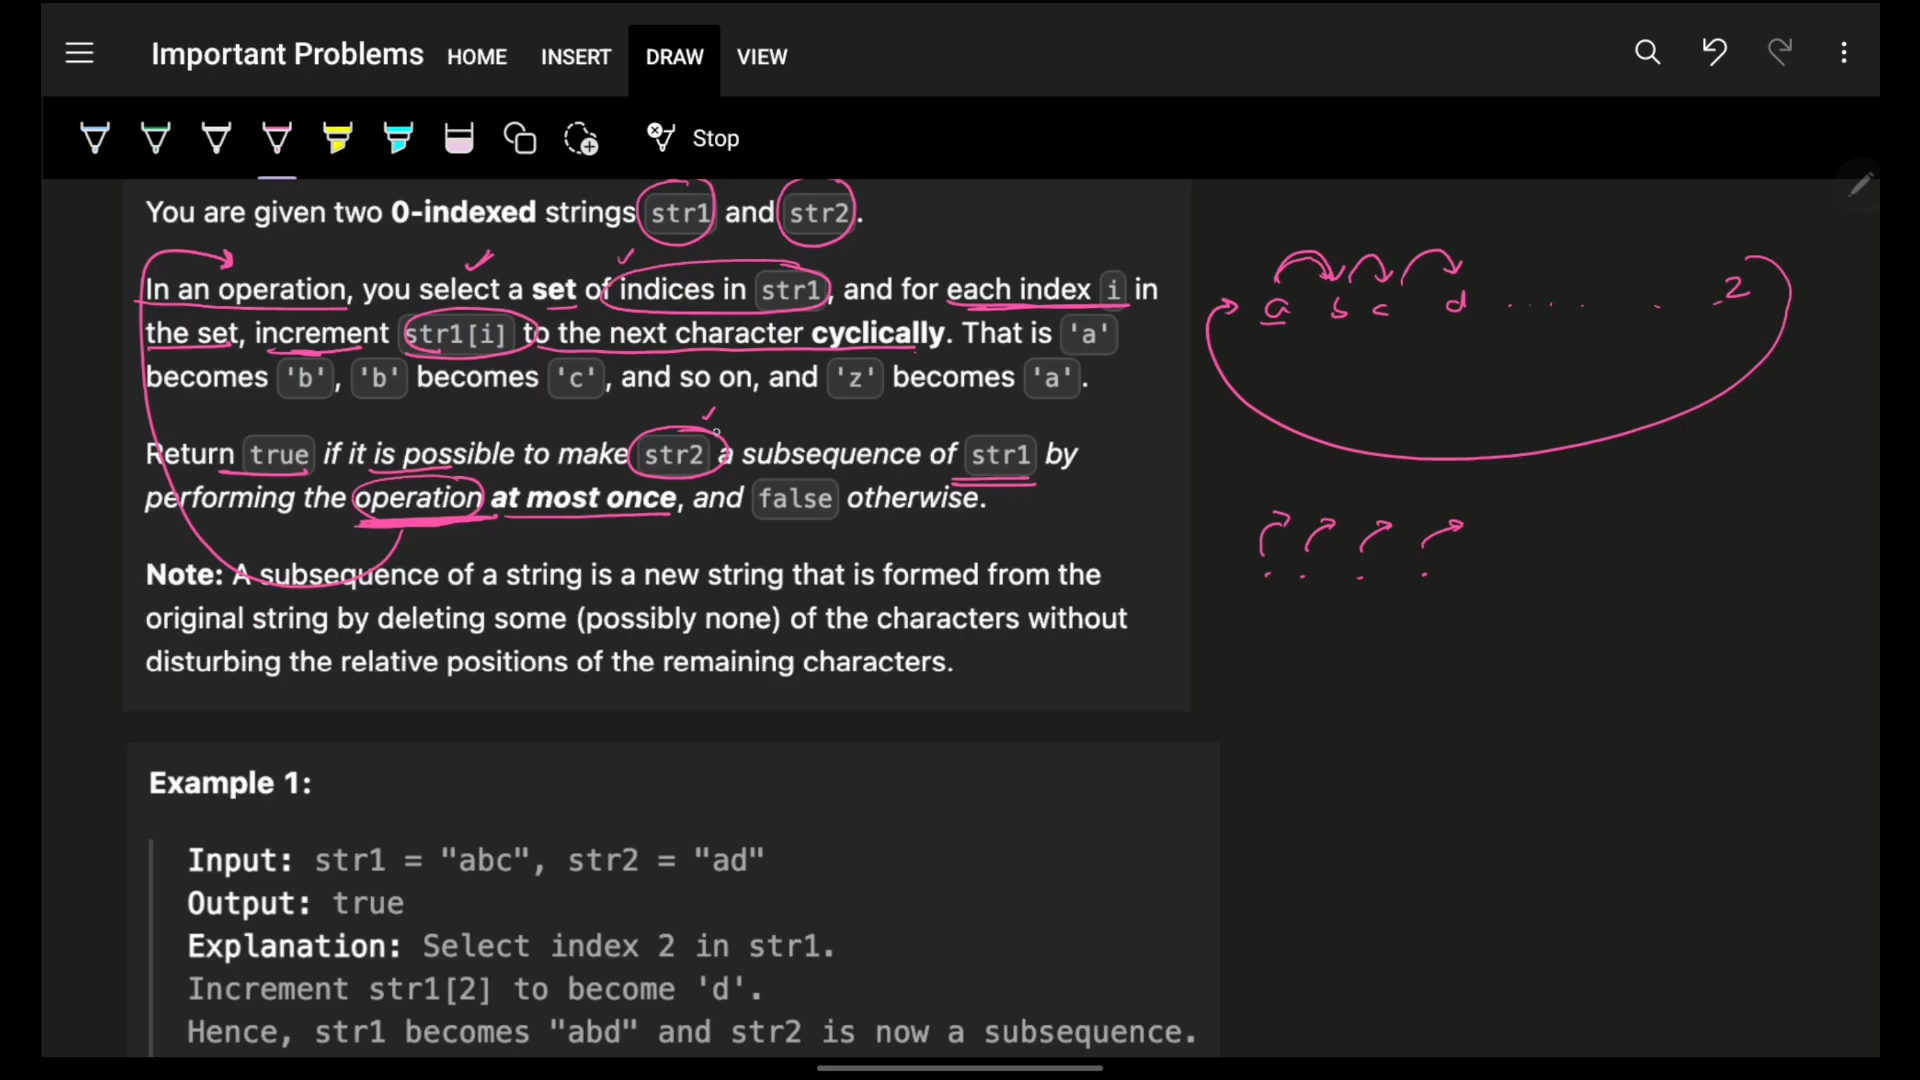 Important Problems HOME INSERT DRAW VIEW
Stop
You are given two 0-indexed strings str1 and str2.
In an operation, you select a set of indices in str1, and for each index i in
the set, increment str1[i] to the next character cyclically. That is 'a'
becomes 'b', 'b' becomes 'c', and so on, and 'z' becomes 'a'.
Return true if it is possible to make str2 a subsequence of str1 by
performing the operation at most once, and false otherwise.
Note: A subsequence of a string is a new string that is formed from the
original string by deleting some (possibly none) of the characters without
disturbing the relative positions of the remaining characters.
a b c d . . . . . . z
Example 1:
Input: str1 = "abc", str2 = "ad"
Output: true
Explanation: Select index 2 in str1.
Increment str1[2] to become 'd'.
Hence, str1 becomes "abd" and str2 is now a subsequence.